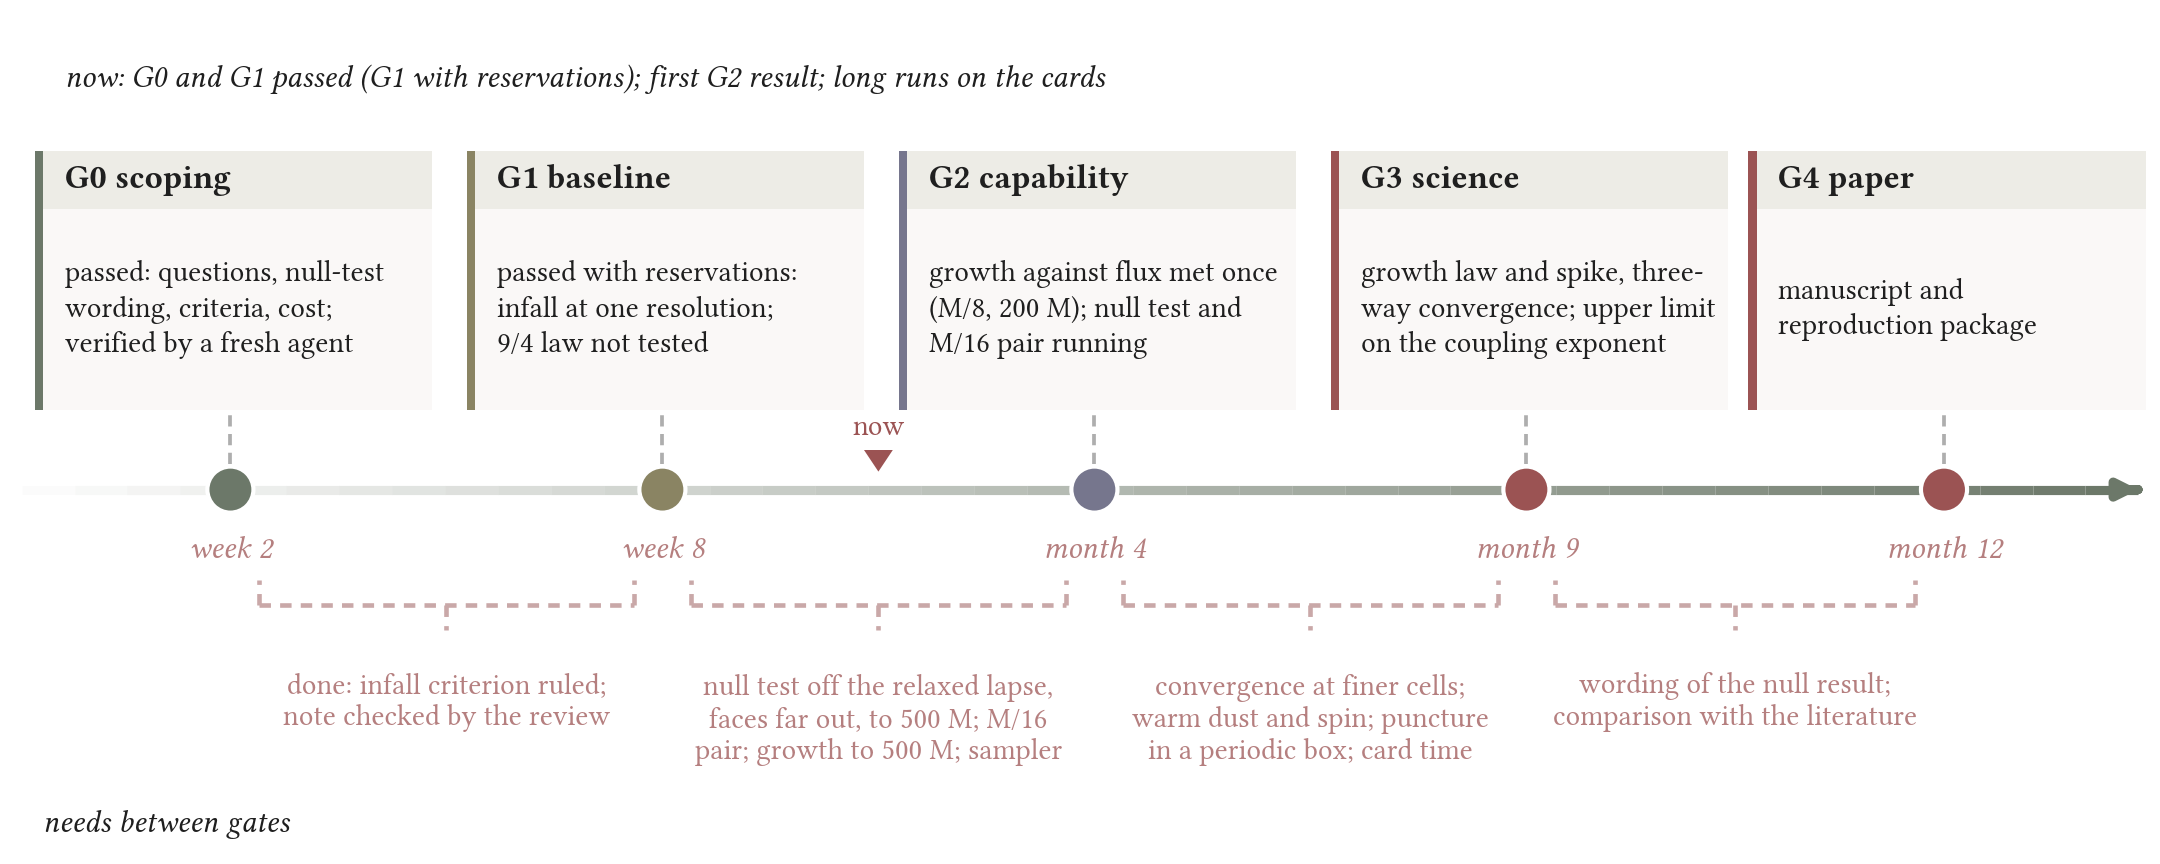 now: G0 and G1 passed (G1 with reservations); first G2 result; long runs on the cards
G0 scoping
passed: questions, null-test
wording, criteria, cost;
verified by a fresh agent
G1 baseline
passed with reservations:
infall at one resolution;
9/4 law not tested
G2 capability
growth against flux met once
(M/8, 200 M); null test and
M/16 pair running
G3 science
growth law and spike, three-
way convergence; upper limit
on the coupling exponent
G4 paper
manuscript and
reproduction package
now
week 2
week 8
month 4
month 9
month 12
done: infall criterion ruled;
note checked by the review
null test off the relaxed lapse,
faces far out, to 500 M; M/16
pair; growth to 500 M; sampler
convergence at finer cells;
warm dust and spin; puncture
in a periodic box; card time
wording of the null result;
comparison with the literature
needs between gates